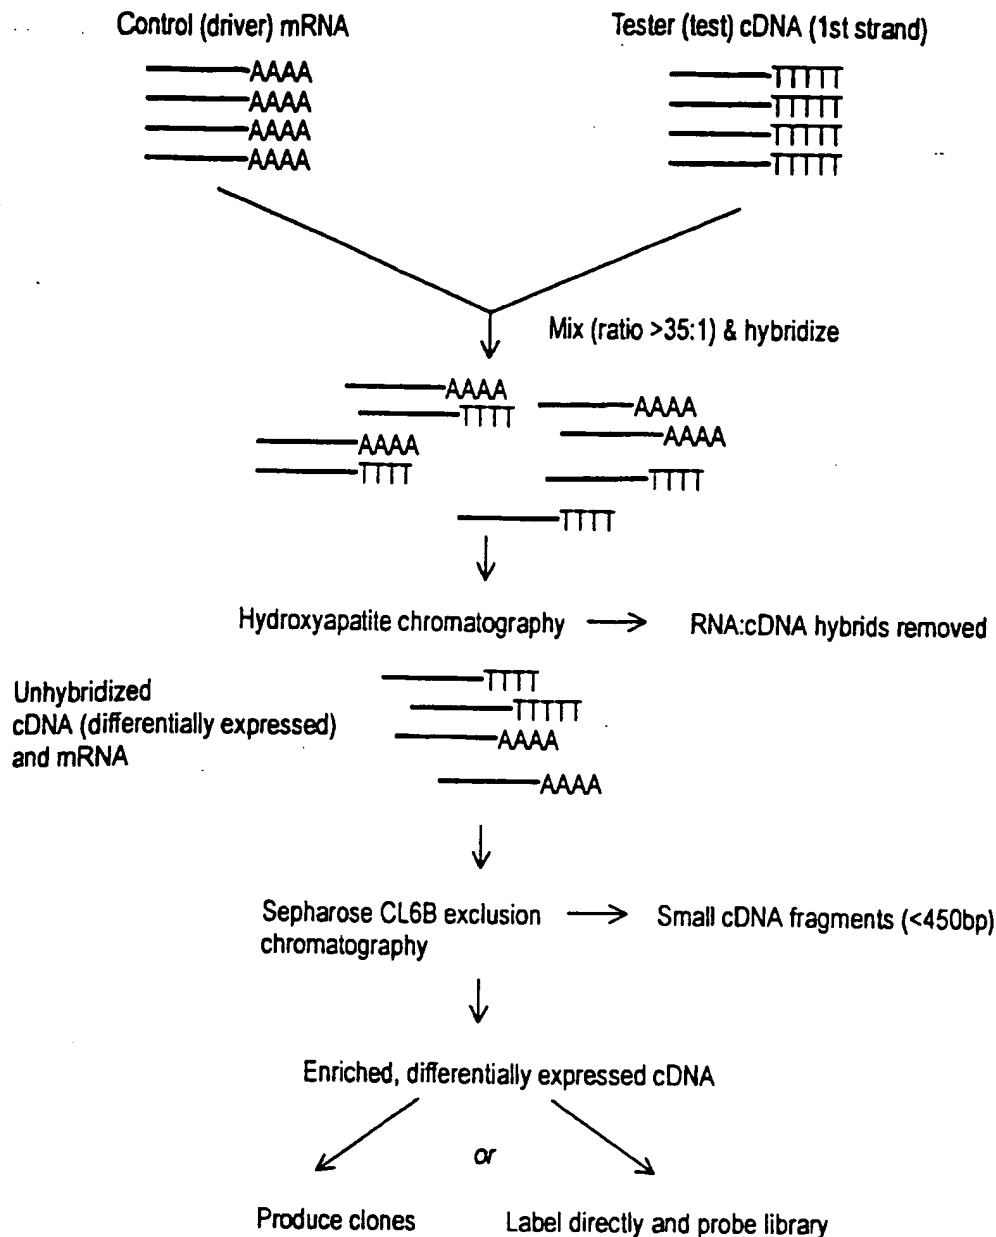 Control (driver) mRNA
Tester (test) cDNA (1st strand)
AAAA
TTTTT
AAAA
TTTTT
AAAA
TTTTT
AAAA
TTTTT
Mix (ratio >35:1) & hybridize
AAAA
TTTT
AAAA
AAAA
AAAA
TTTT
TTTT
TTTT
Hydroxyapatite chromatography
RNA:cDNA hybrids removed
Unhybridized
cDNA (differentially expressed)
and mRNA
TTTT
TTTTT
AAAA
AAAA
Sepharose CL6B exclusion
chromatography
Small cDNA fragments (<450bp)
Enriched, differentially expressed cDNA
or
Produce clones
Label directly and probe library